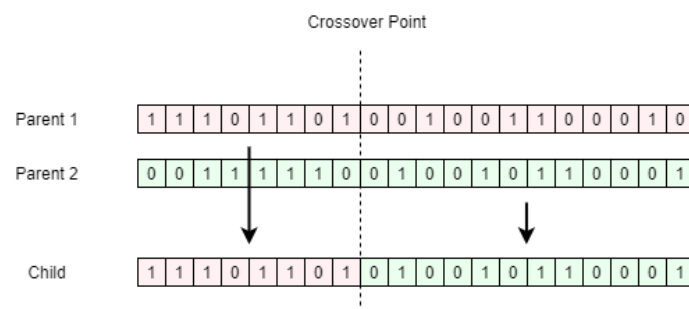 Crossover Point
Parent 1 1 1 1 0 1 1 0 1 0 0 1 0 0 1 1 0 0 0 1 0
Parent 2 0 0 1 1 1 1 1 0 0 1 0 0 1 0 1 1 0 0 0 1
Child 1 1 1 0 1 1 0 1 0 1 0 0 1 0 1 1 0 0 0 1